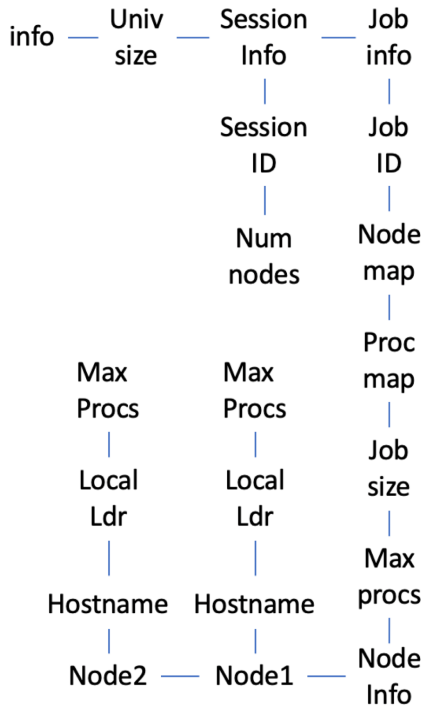 info
Univ
size
Session
Info
Job
info
Session
ID
Job
ID
Num
nodes
Node
map
Proc
map
Max
Procs
Max
Procs
Job
size
Local
Ldr
Local
Ldr
Max
procs
Hostname
Hostname
Node2
Node1
Node
Info